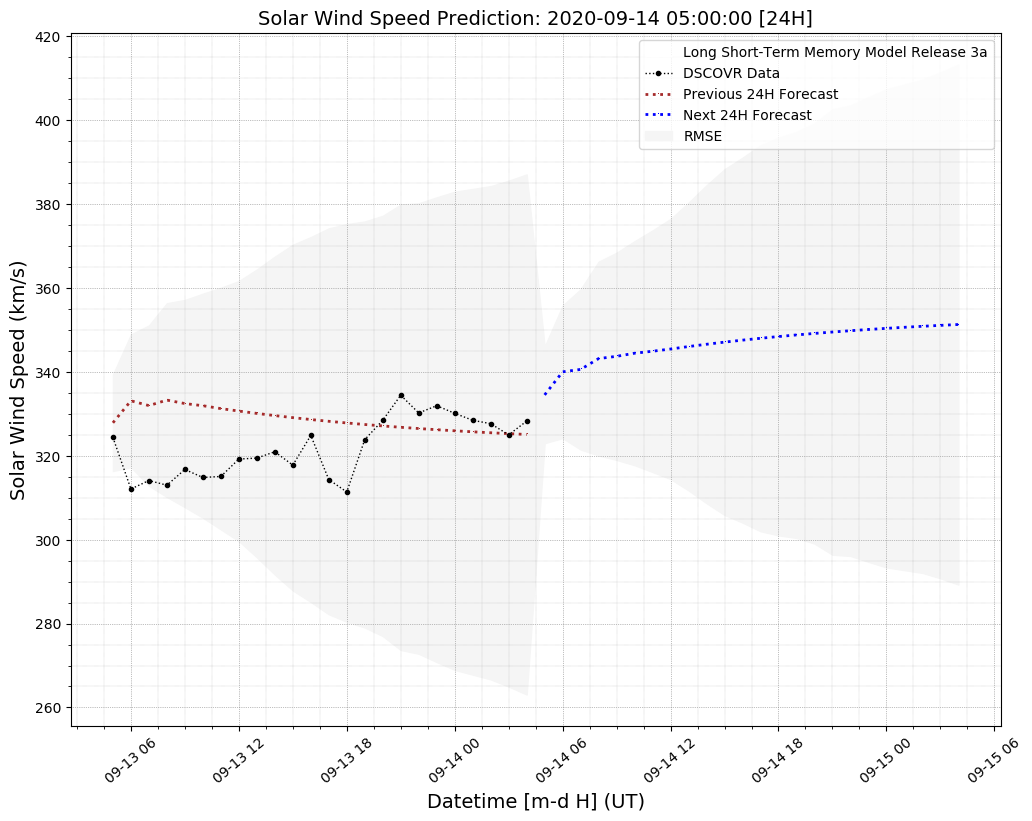 Solar Wind Speed Prediction: 2020-09-14 05:00:00 [24H]
Long Short-Term Memory Model Release 3a
DSCOVR Data
Previous 24H Forecast
Next 24H Forecast
RMSE
Solar Wind Speed (km/s)
420
400
380
360
340
320
300
280
260
09-13 06
09-13 12
09-13 18
09-14 00
09-14 06
09-14 12
09-14 18
09-15 00
09-15 06
Datetime [m-d H] (UT)